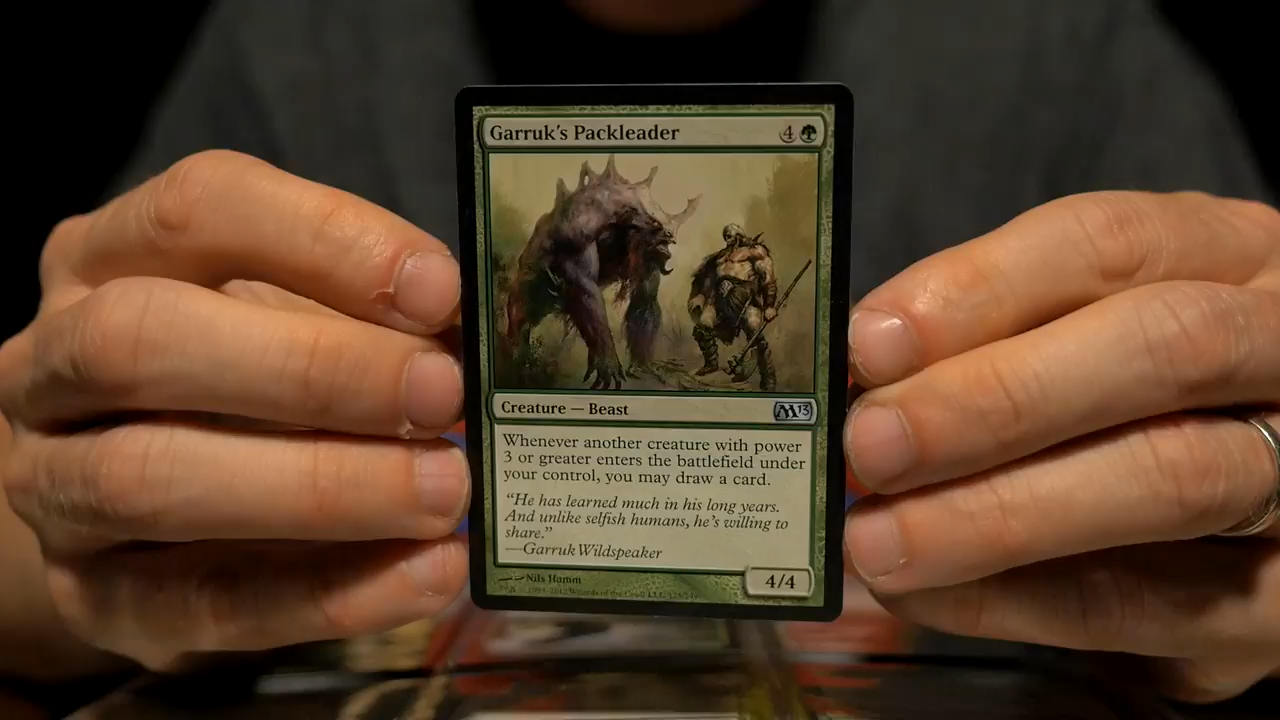 Garruk's Packleader 4
Creature — Beast
M13
Whenever another creature with power
3 or greater enters the battlefield under
your control, you may draw a card.
“He has learned much in his long years.
And unlike selfish humans, he's willing to
share.”
—Garruk Wildspeaker
4/4
Nils Hamm